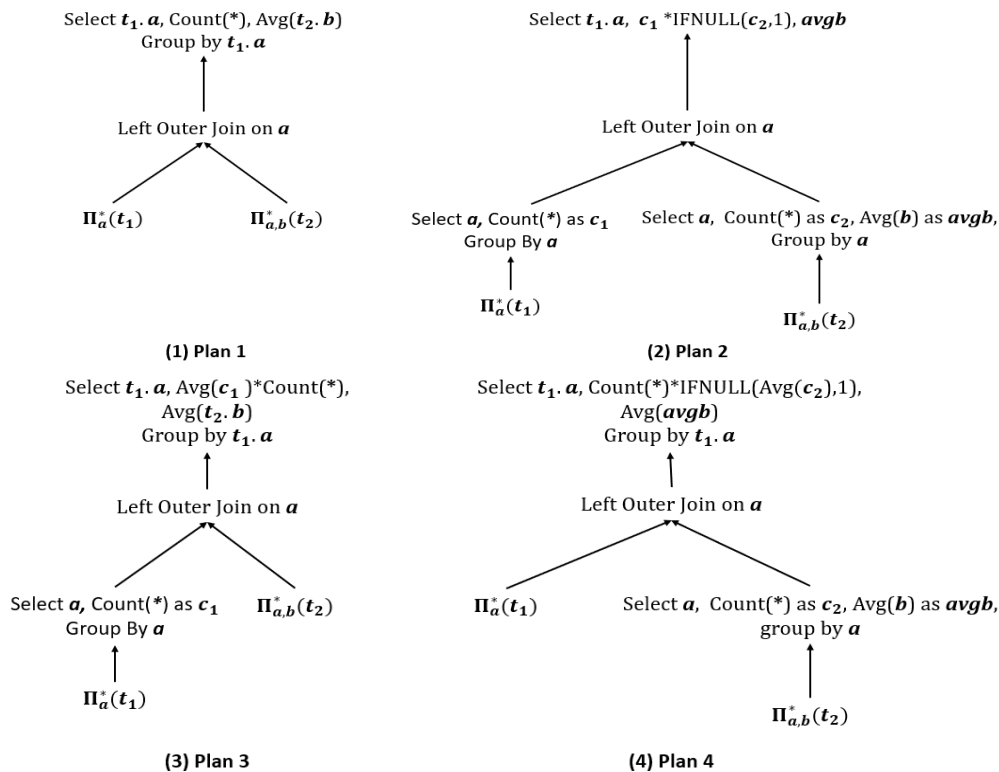 Select t₁. a, Count(*), Avg(t₂. b)
Group by t₁. a
Left Outer Join on a
Π*ₐ(t₁)
Π*ₐ,b(t₂)
(1) Plan 1
Select t₁. a, c₁ *IFNULL(c₂,1), avgb
Left Outer Join on a
Select a, Count(*) as c₁
Group By a
Π*ₐ(t₁)
Select a, Count(*) as c₂, Avg(b) as avgb,
Group by a
Π*ₐ,b(t₂)
(2) Plan 2
Select t₁. a, Avg(c₁ )*Count(*),
Avg(t₂. b)
Group by t₁. a
Left Outer Join on a
Select a, Count(*) as c₁
Group By a
Π*ₐ(t₁)
Π*ₐ,b(t₂)
(3) Plan 3
Select t₁. a, Count(*)*IFNULL(Avg(c₂),1),
Avg(avgb)
Group by t₁. a
Left Outer Join on a
Π*ₐ(t₁)
Select a, Count(*) as c₂, Avg(b) as avgb,
group by a
Π*ₐ,b(t₂)
(4) Plan 4